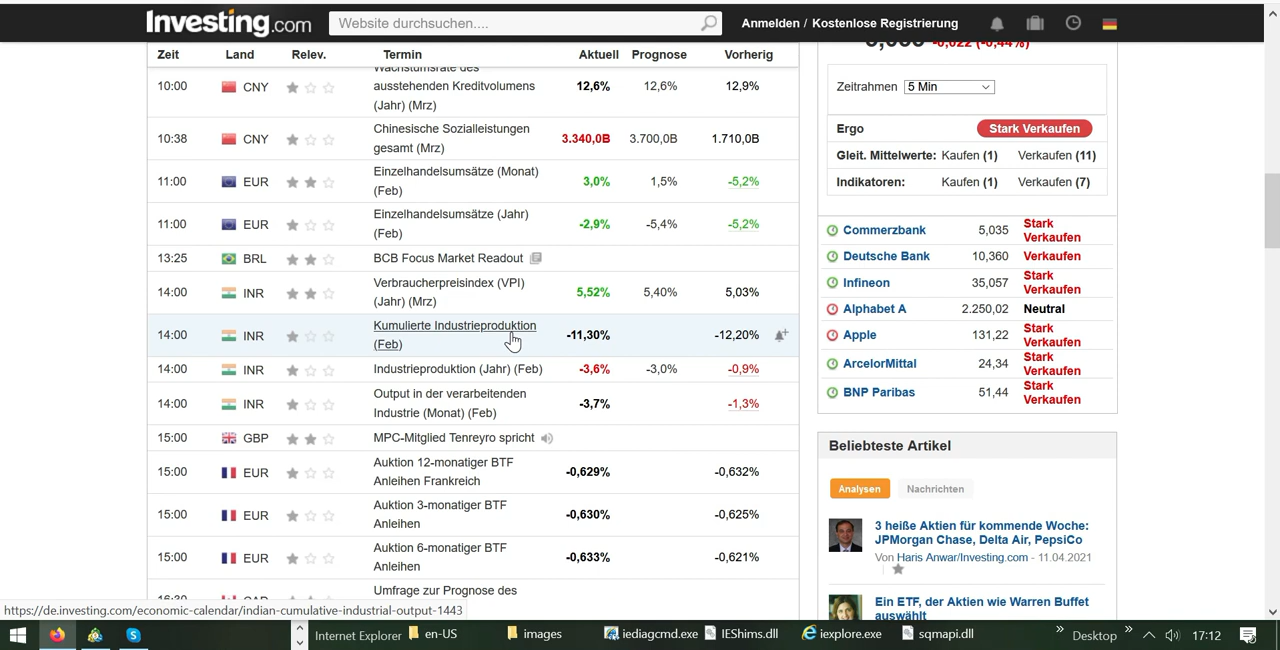 Investing.com
Website durchsuchen....
Anmelden / Kostenlose Registrierung
Zeit Land Relev. Termin Aktuell Prognose Vorherig
Wachstumsrate des
ausstehenden Kreditvolumens
(Jahr) (Mrz)
10:00 CNY 12,6% 12,6% 12,9%
Chinesische Sozialleistungen
gesamt (Mrz)
10:38 CNY 3.340,0B 3.700,0B 1.710,0B
Einzelhandelsumsätze (Monat)
(Feb)
11:00 EUR 3,0% 1,5% -5,2%
Einzelhandelsumsätze (Jahr)
(Feb)
11:00 EUR -2,9% -5,4% -5,2%
13:25 BRL BCB Focus Market Readout
Verbraucherpreisindex (VPI)
(Jahr) (Mrz)
14:00 INR 5,52% 5,40% 5,03%
Kumulierte Industrieproduktion
(Feb)
14:00 INR -11,30% -12,20%
14:00 INR Industrieproduktion (Jahr) (Feb) -3,6% -3,0% -0,9%
Output in der verarbeitenden
Industrie (Monat) (Feb)
14:00 INR -3,7% -1,3%
15:00 GBP MPC-Mitglied Tenreyro spricht
Auktion 12-monatiger BTF
Anleihen Frankreich
15:00 EUR -0,629% -0,632%
Auktion 3-monatiger BTF
Anleihen
15:00 EUR -0,630% -0,625%
Auktion 6-monatiger BTF
Anleihen
15:00 EUR -0,633% -0,621%
Umfrage zur Prognose des
16:30 CAD
-0,022 (-0,44%)
Zeitrahmen 5 Min
Ergo Stark Verkaufen
Gleit. Mittelwerte: Kaufen (1) Verkaufen (11)
Indikatoren: Kaufen (1) Verkaufen (7)
Commerzbank 5,035 Stark
Verkaufen
Deutsche Bank 10,360 Verkaufen
Infineon 35,057 Stark
Verkaufen
Alphabet A 2.250,02 Neutral
Apple 131,22 Stark
Verkaufen
ArcelorMittal 24,34 Stark
Verkaufen
BNP Paribas 51,44 Stark
Verkaufen
Beliebteste Artikel
Analysen Nachrichten
3 heiße Aktien für kommende Woche:
JPMorgan Chase, Delta Air, PepsiCo
Von Haris Anwar/Investing.com - 11.04.2021
|
Ein ETF, der Aktien wie Warren Buffet
auswählt
https://de.investing.com/economic-calendar/indian-cumulative-industrial-output-1443
Internet Explorer en-US images iediagcmd.exe IEShims.dll iexplore.exe sqmapi.dll Desktop 17:12